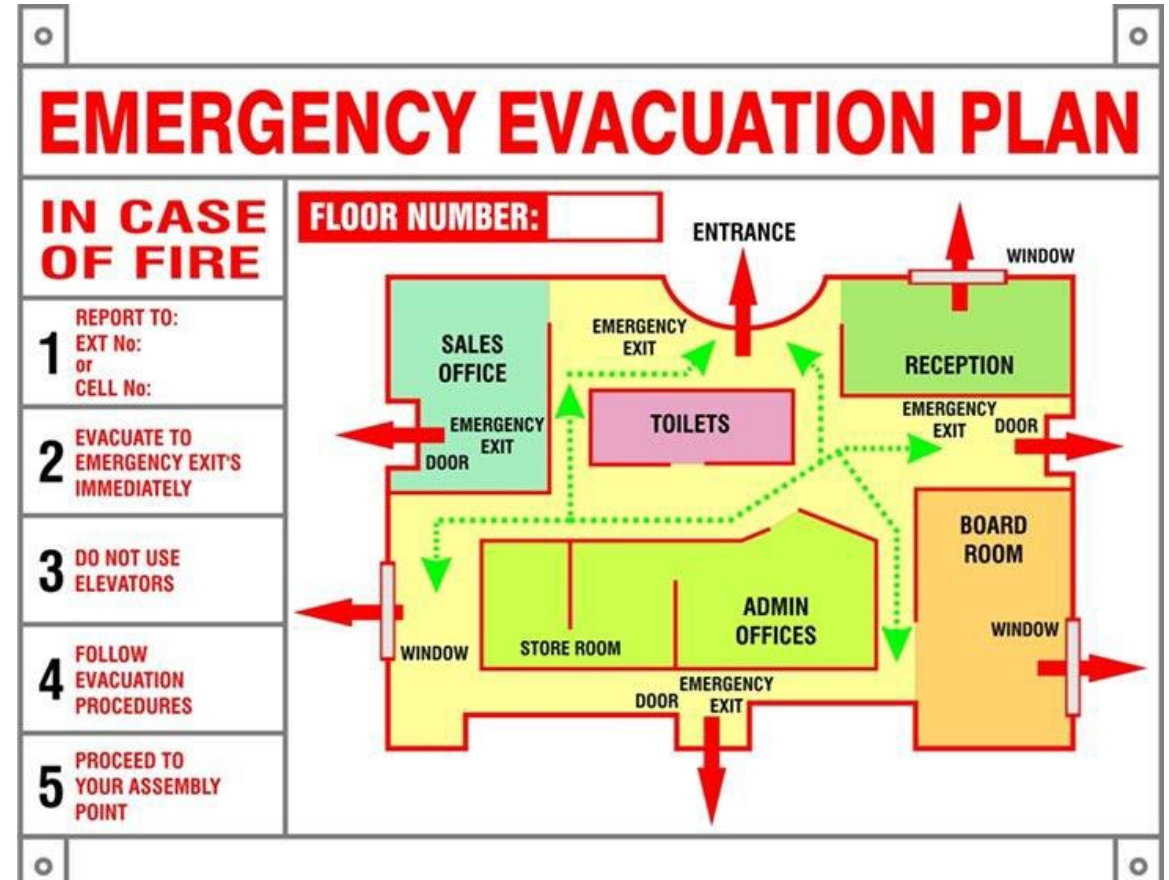 EMERGENCY EVACUATION PLAN
IN CASE
OF FIRE
1
REPORT TO:
EXT No:
or
CELL No:
2
EVACUATE TO
EMERGENCY EXIT'S
IMMEDIATELY
3
DO NOT USE
ELEVATORS
4
FOLLOW
EVACUATION
PROCEDURES
5
PROCEED TO
YOUR ASSEMBLY
POINT
FLOOR NUMBER:
ENTRANCE
WINDOW
EMERGENCY
EXIT
SALES
OFFICE
RECEPTION
TOILETS
EMERGENCY
EXIT
DOOR
EMERGENCY
EXIT
DOOR
BOARD
ROOM
ADMIN
OFFICES
STORE ROOM
WINDOW
WINDOW
EMERGENCY
EXIT
DOOR